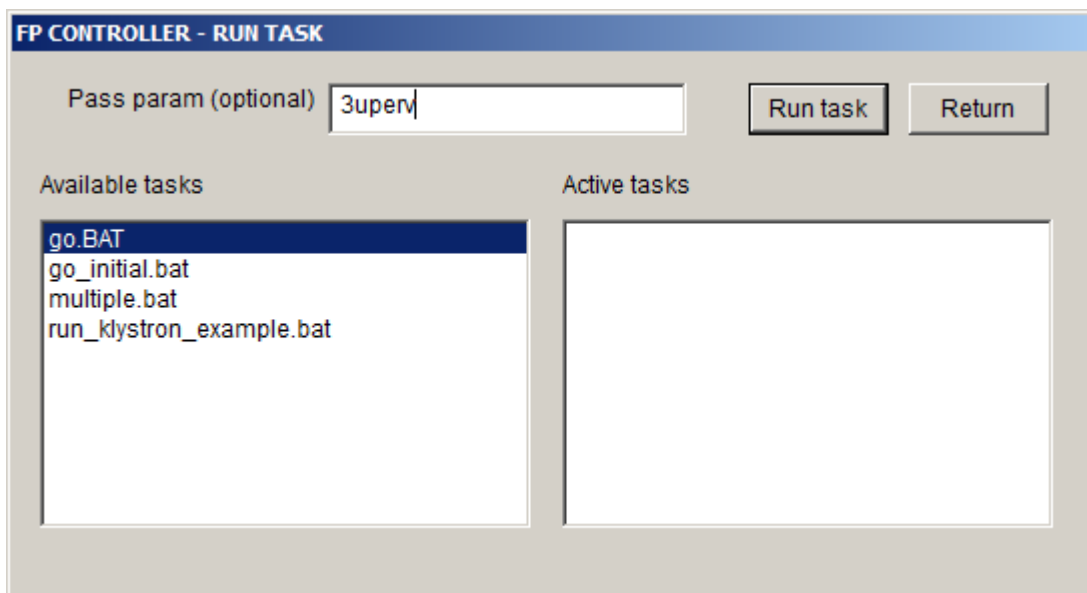 FP CONTROLLER - RUN TASK
Pass param (optional) 3uperv Run task Return
Available tasks Active tasks
go.BAT
go_initial.bat
multiple.bat
run_klystron_example.bat